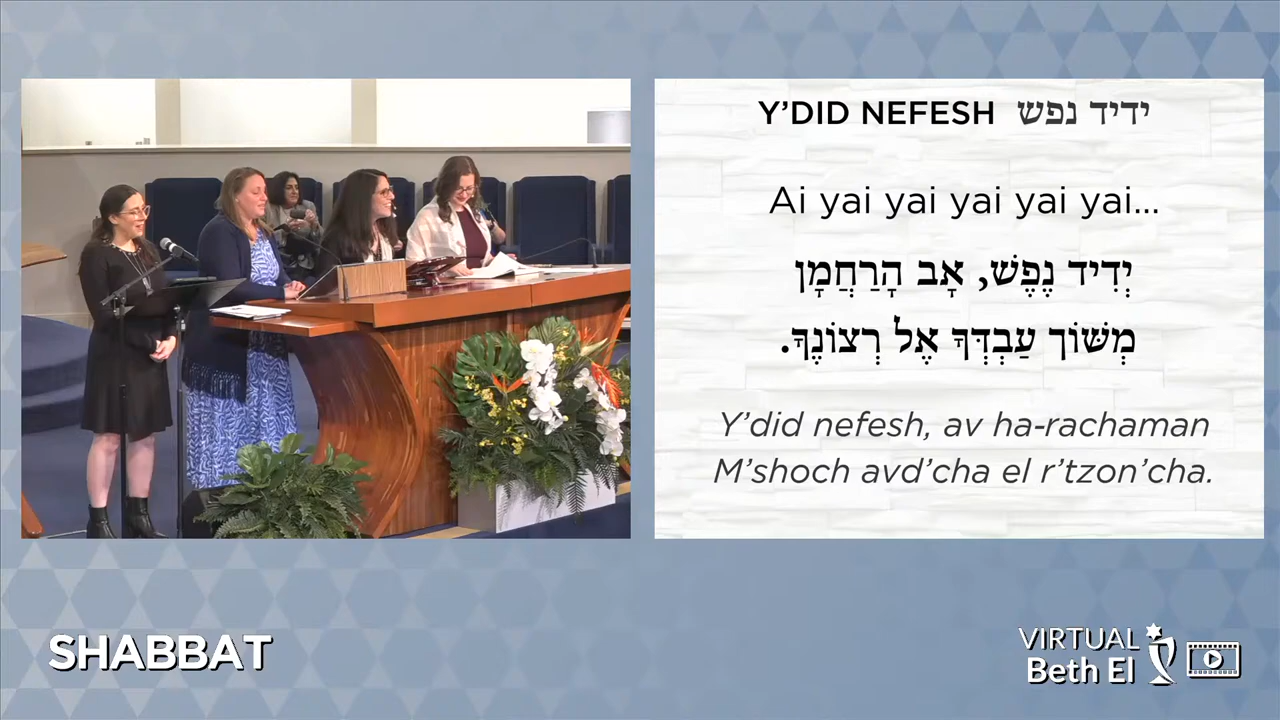 Y'DID NEFESH ידיד נפש
Ai yai yai yai yai yai...
יְדִיד נֶפֶשׁ, אָב הָרַחֲמָן
מְשׁוֹךְ עַבְדְּךָ אֶל רְצוֹנֶךָ.
Y'did nefesh, av ha-rachaman
M'shoch avd'cha el r'tzon'cha.
SHABBAT
VIRTUAL
Beth El